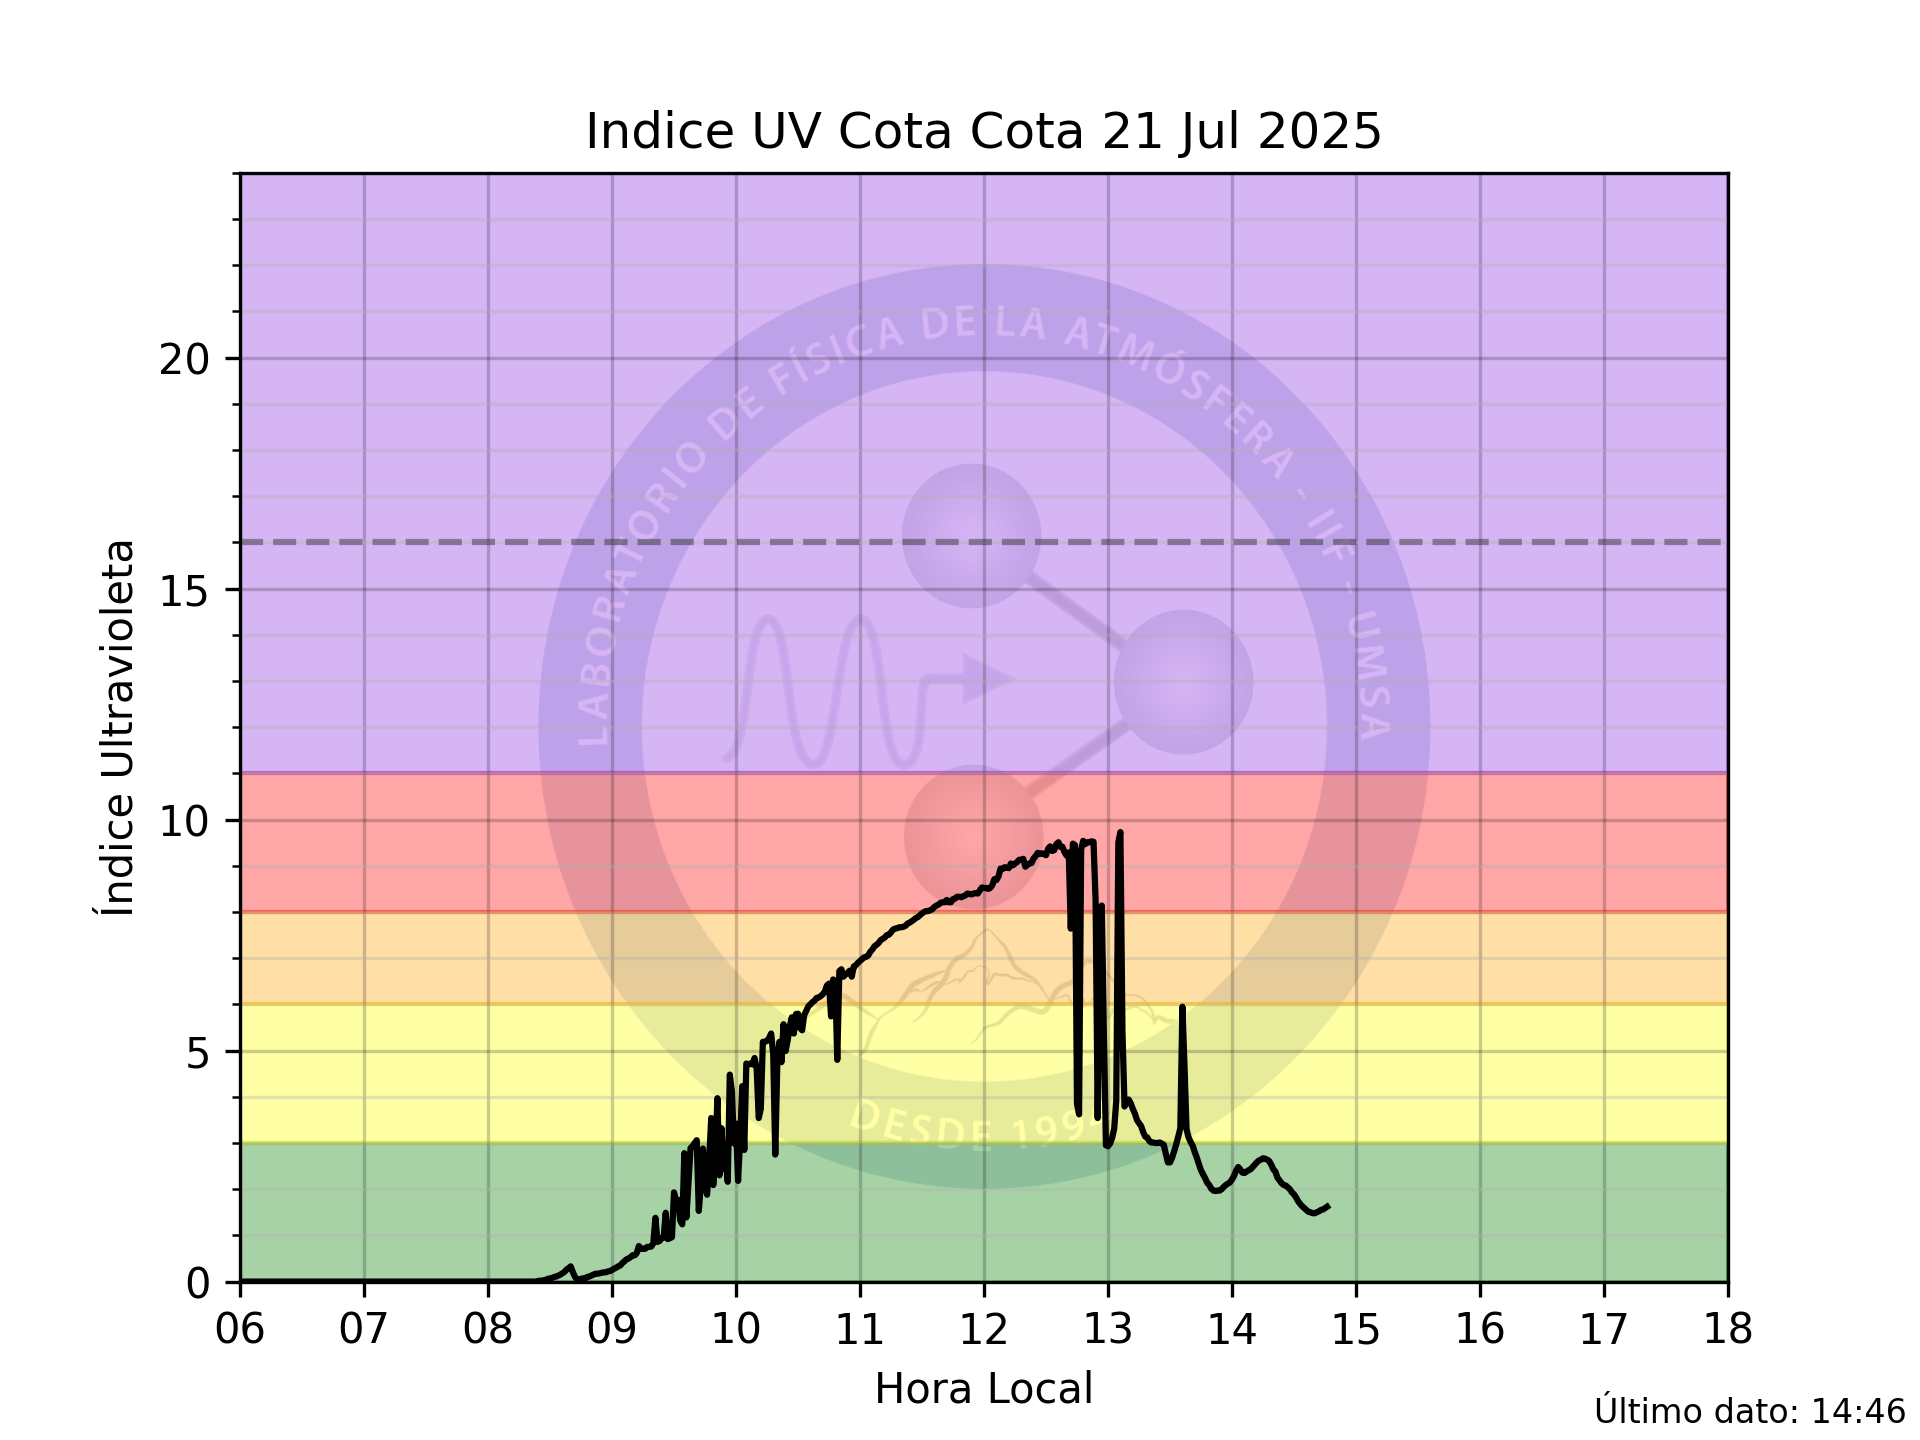 Indice UV Cota Cota 21 Jul 2025
LABORATORIO DE FÍSICA DE LA ATMÓSFERA - IIF - UMSA
DESDE 199
Índice Ultravioleta
20
15
10
5
0
06 07 08 09 10 11 12 13 14 15 16 17 18
Hora Local
Último dato: 14:46